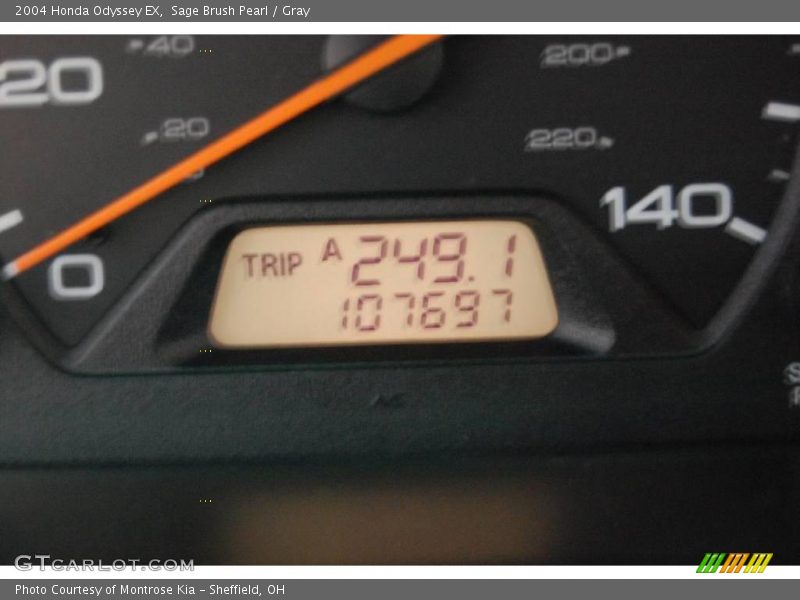 2004 Honda Odyssey EX, Sage Brush Pearl / Gray
40
200
20
20
220
140
0
TRIP A 249.1
107697
GTCARLOT.COM
Photo Courtesy of Montrose Kia - Sheffield, OH